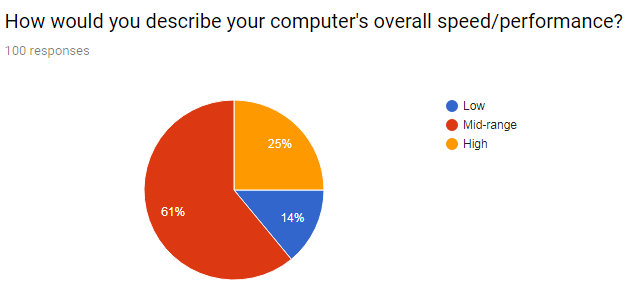 How would you describe your computer's overall speed/performance?
100 responses
Low
Mid-range
High
25%
14%
61%